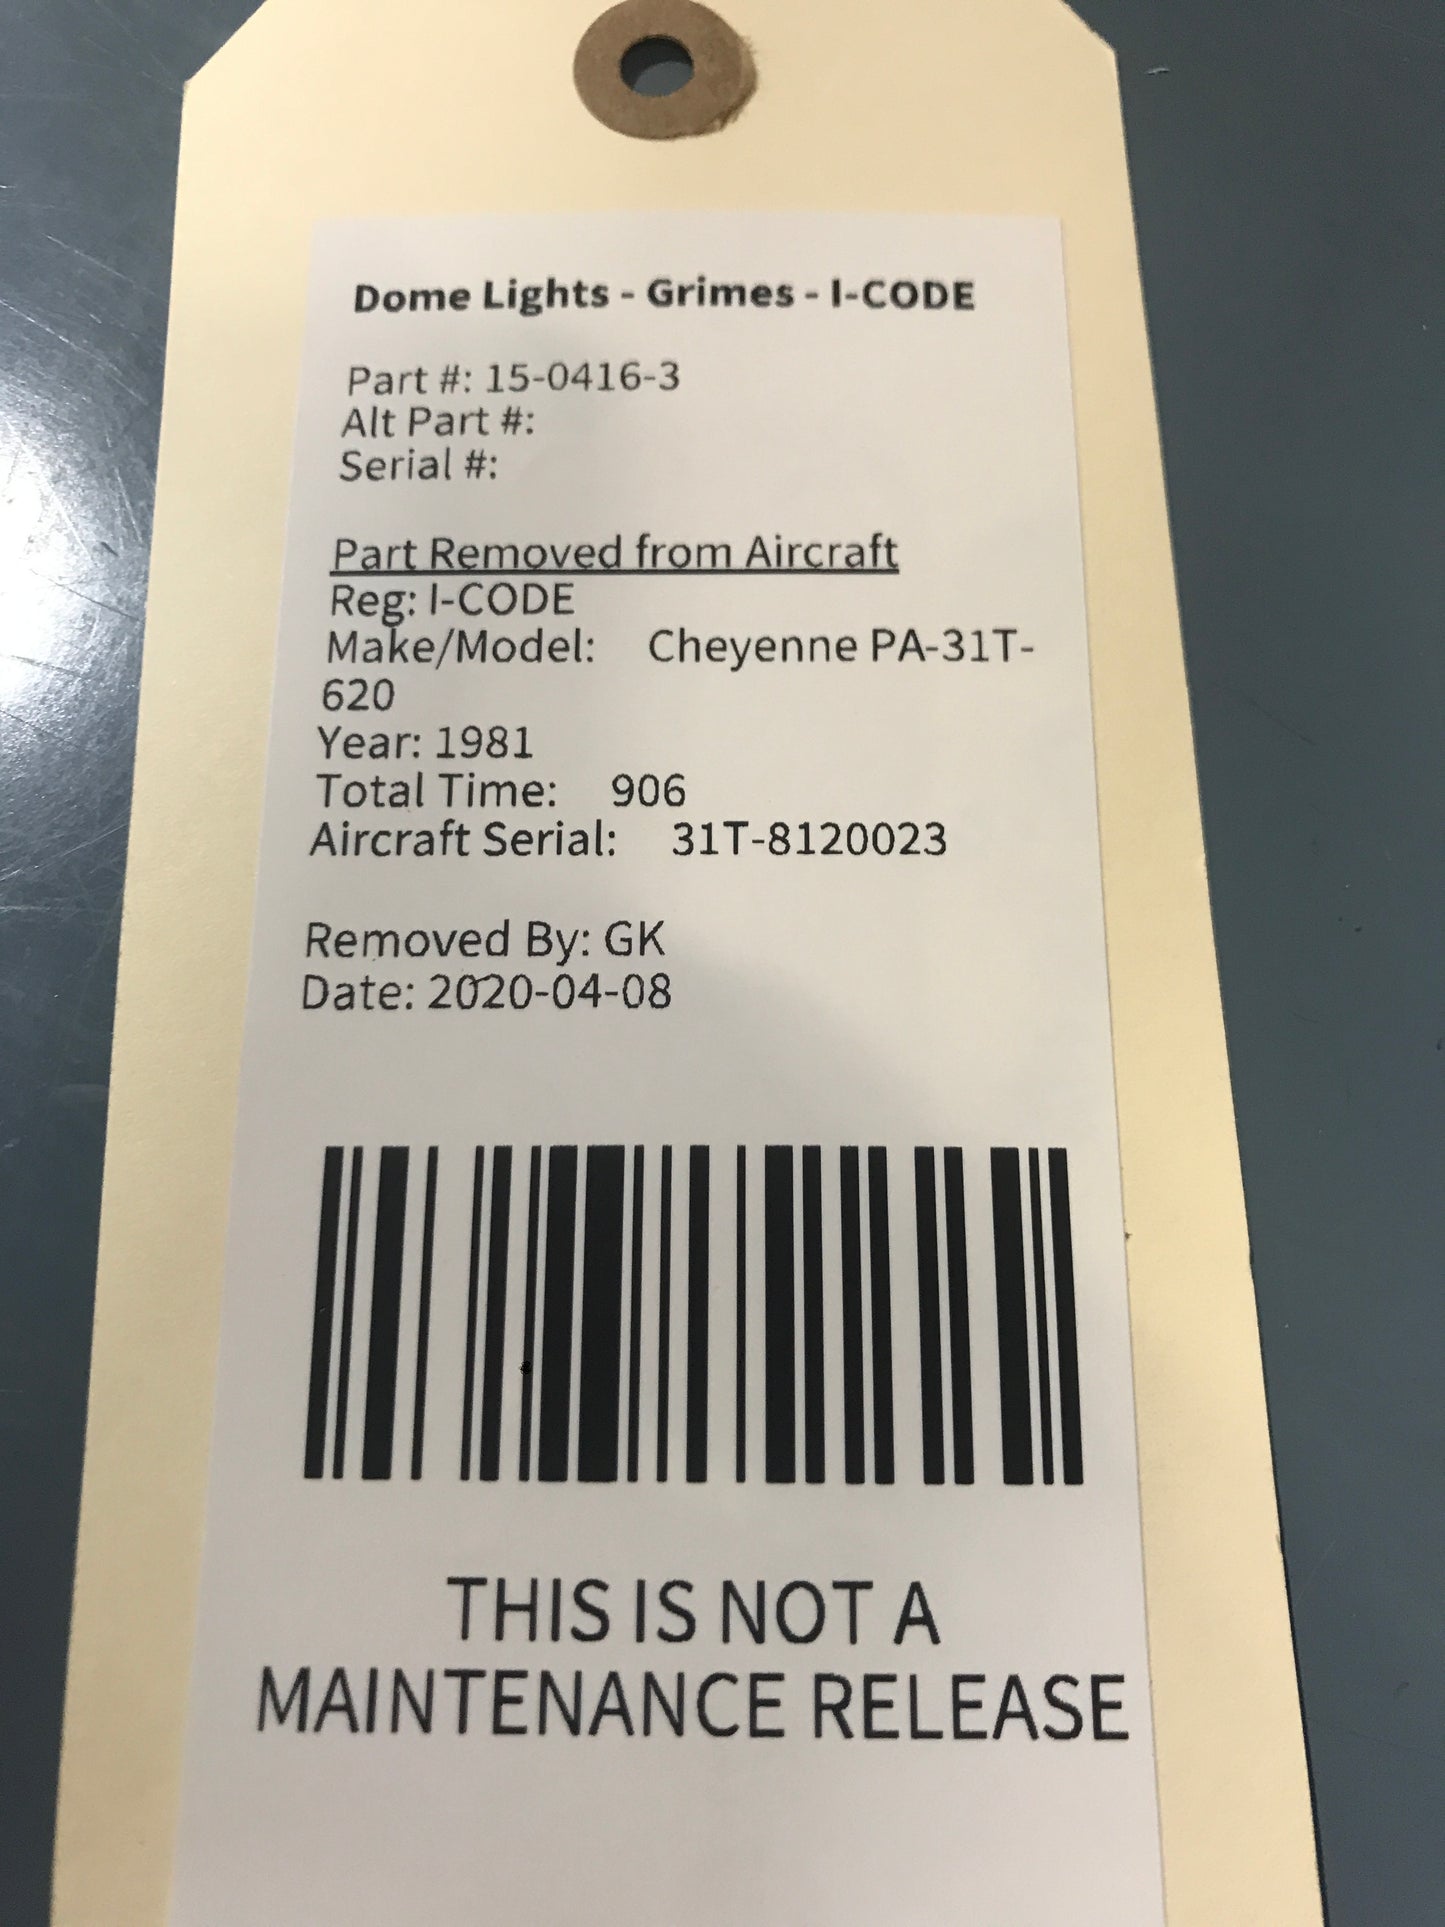 Dome Lights - Grimes - I-CODE
Part #: 15-0416-3
Alt Part #:
Serial #:
Part Removed from Aircraft
Reg: I-CODE
Make/Model: Cheyenne PA-31T-
620
Year: 1981
Total Time: 906
Aircraft Serial: 31T-8120023
Removed By: GK
Date: 2020-04-08
THIS IS NOT A
MAINTENANCE RELEASE